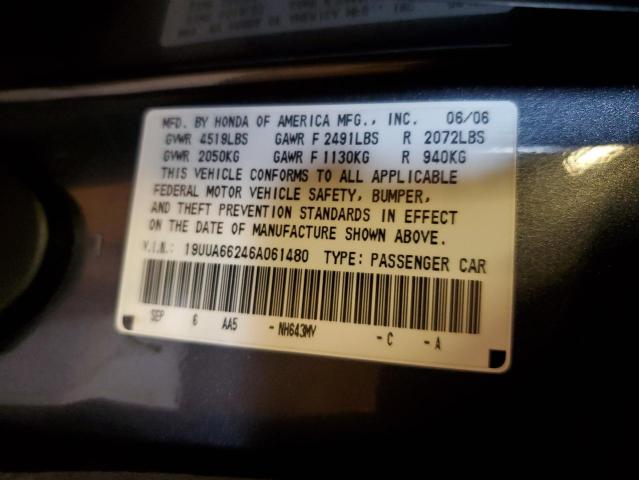 MFD. BY HONDA OF AMERICA MFG., INC. 06/06
GVWR 4519LBS GAWR F 2491LBS R 2072LBS
GVWR 2050KG GAWR F 1130KG R 940KG
THIS VEHICLE CONFORMS TO ALL APPLICABLE
FEDERAL MOTOR VEHICLE SAFETY, BUMPER,
AND THEFT PREVENTION STANDARDS IN EFFECT
ON THE DATE OF MANUFACTURE SHOWN ABOVE.
V.I.N.: 19UUA66246A061480 TYPE: PASSENGER CAR
SEP 6 AA5 - NH643MY - C - A